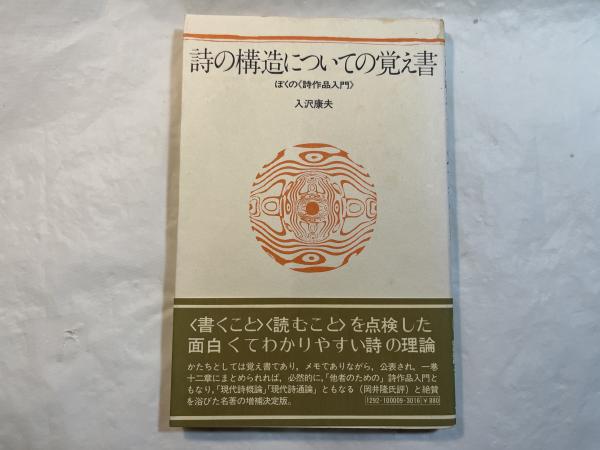 詩の構造についての覚え書
ぼくの《詩作品入門》
入沢康夫
〈書くこと〉〈読むこと〉を点検した
面白くてわかりやすい詩の理論
かたちとしては覚え書であり，メモでありながら，公表され，一巻
十二章にまとめられれば，必然的に，「他者のための」詩作品入門と
もなり，「現代詩概論」「現代詩通論」ともなる（岡井隆氏評）と絶賛
を浴びた名著の増補決定版。
1292-100009-3016 ¥880